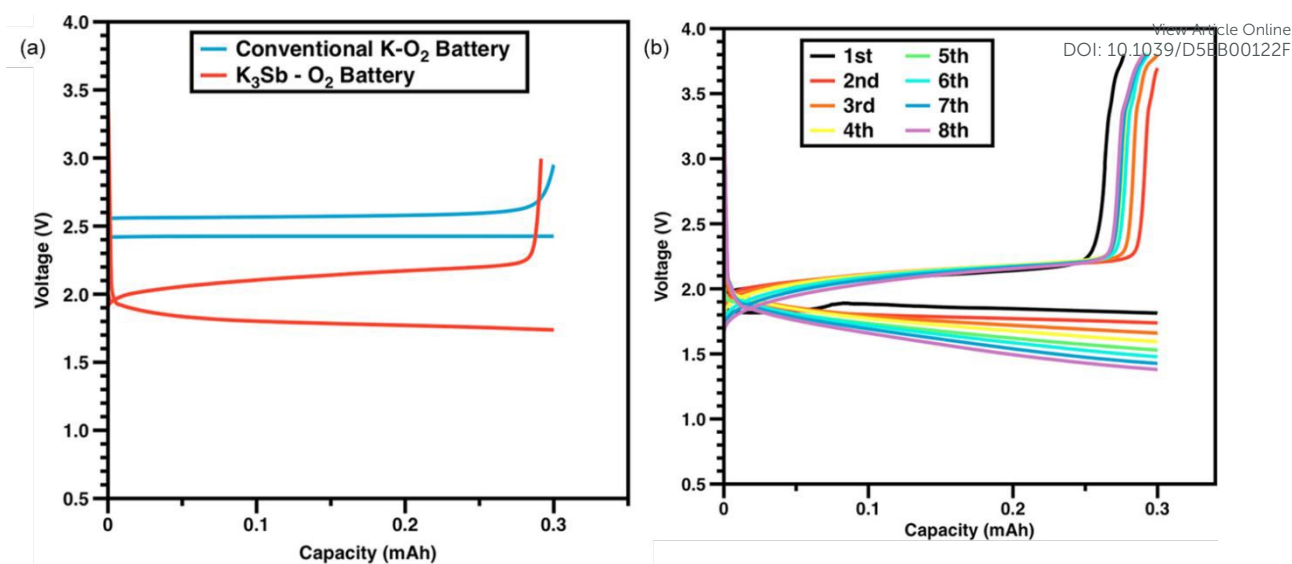 View Article Online
DOI: 10.1039/D5EB00122F
(a)
Conventional K-O₂ Battery
K₃Sb - O₂ Battery
4.0
3.5
3.0
2.5
2.0
1.5
1.0
0.5
Voltage (V)
0 0.1 0.2 0.3
Capacity (mAh)
(b)
1st 5th
2nd 6th
3rd 7th
4th 8th
4.0
3.5
3.0
2.5
2.0
1.5
1.0
0.5
Voltage (V)
0 0.1 0.2 0.3
Capacity (mAh)